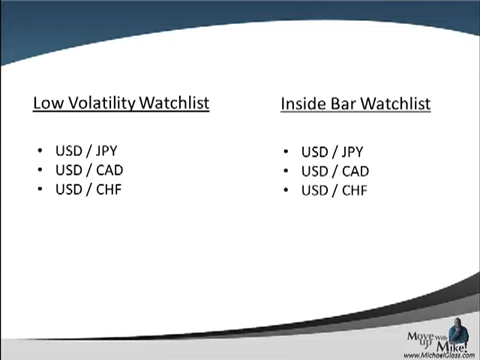 Low Volatility Watchlist
• USD / JPY
• USD / CAD
• USD / CHF
Inside Bar Watchlist
• USD / JPY
• USD / CAD
• USD / CHF
Move up With Mike!
www.MichaelGlass.com